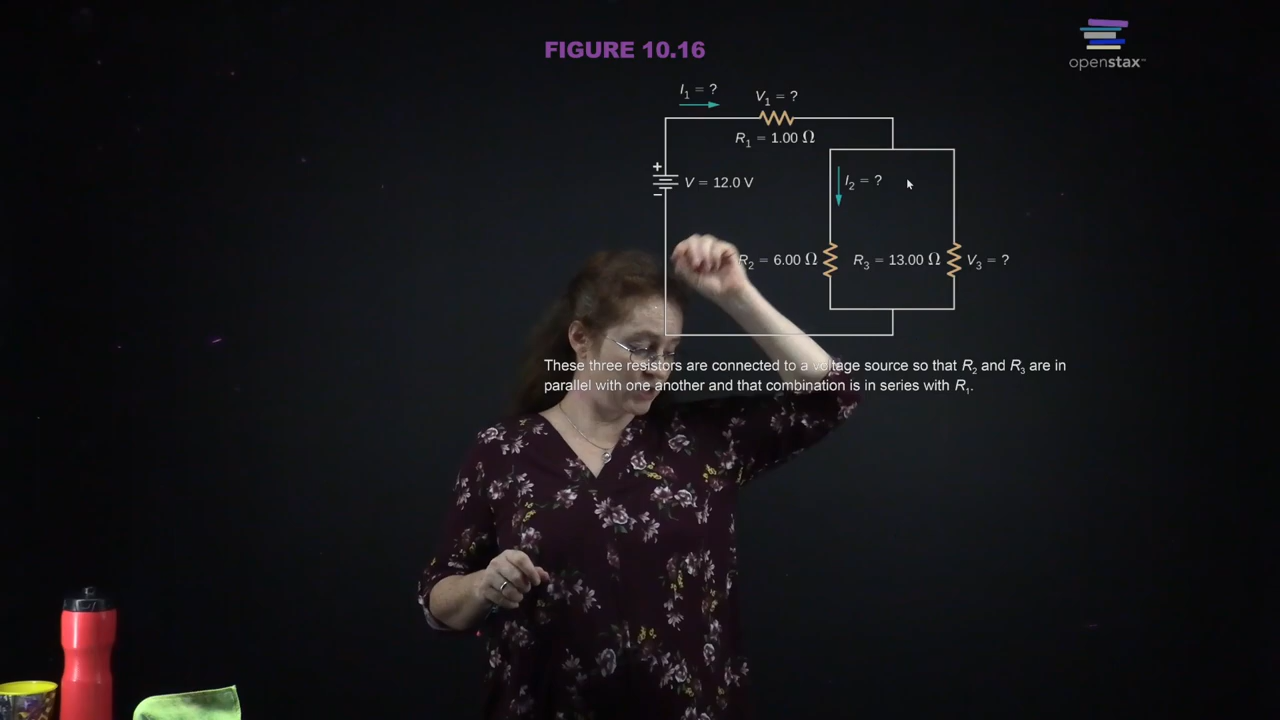 FIGURE 10.16
openstax™
I₁ = ?
V₁ = ?
R₁ = 1.00 Ω
+
V = 12.0 V
−
I₂ = ?
R₂ = 6.00 Ω
R₃ = 13.00 Ω
V₃ = ?
These three resistors are connected to a voltage source so that R₂ and R₃ are in
parallel with one another and that combination is in series with R₁.